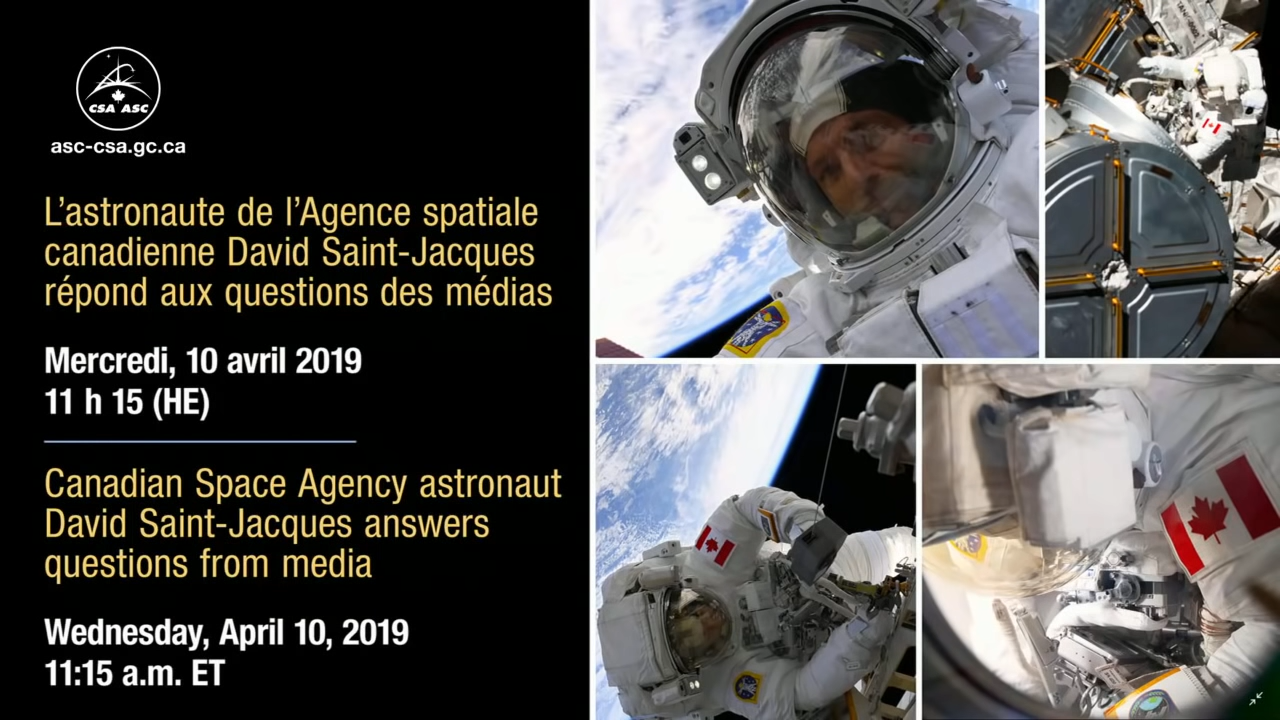 CSA ASC
asc-csa.gc.ca
L’astronaute de l’Agence spatiale
canadienne David Saint-Jacques
répond aux questions des médias
Mercredi, 10 avril 2019
11 h 15 (HE)
Canadian Space Agency astronaut
David Saint-Jacques answers
questions from media
Wednesday, April 10, 2019
11:15 a.m. ET